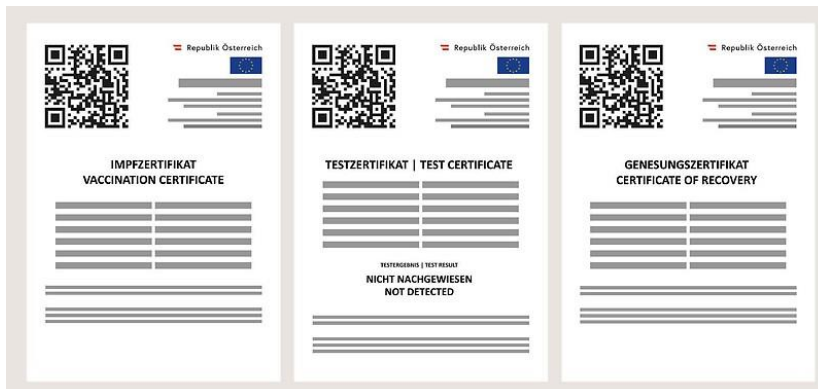 Republik Österreich
IMPFZERTIFIKAT
VACCINATION CERTIFICATE
Republik Österreich
TESTZERTIFIKAT | TEST CERTIFICATE
TESTERGEBNIS | TEST RESULT
NICHT NACHGEWIESEN
NOT DETECTED
Republik Österreich
GENESUNGSZERTIFIKAT
CERTIFICATE OF RECOVERY